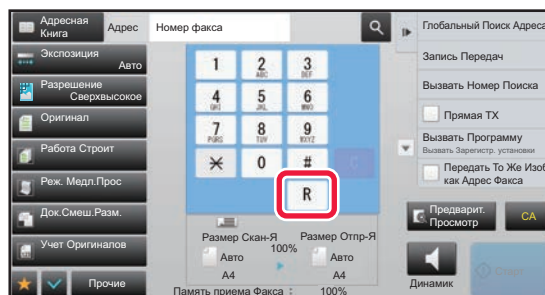 Адресная
Книга
Адрес
Номер факса
Глобальный Поиск Адреса
Экспозиция
Авто
Запись Передач
Разрешение
Сверхвысокое
Вызвать Номер Поиска
Оригинал
Прямая TX
Работа Строит
Вызвать Программу
Вызвать Зарегистр. установки
Реж. Медл.Прос
Передать То Же Изоб
как Адрес Факса
Док.Смеш.Разм.
Учет Оригиналов
Прочие
1
2
ABC
3
DEF
4
GHI
5
JKL
6
MNO
7
PQRS
8
TUV
9
WXYZ
0
#
C
R
Размер Скан-Я
100%
Размер Отпр-Я
Авто
A4
Авто
A4
Память приема Факса :
100%
Предварит.
Просмотр
CA
Динамик
Старт